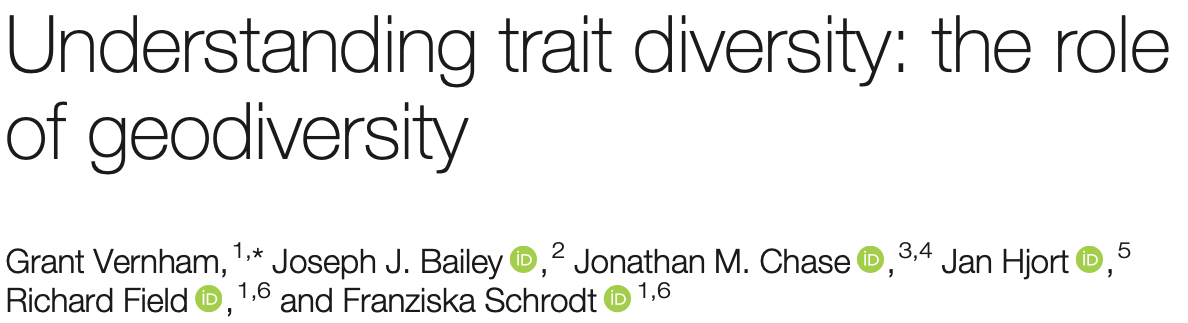 Understanding trait diversity: the role
of geodiversity
Grant Vernham,1,* Joseph J. Bailey iD,2 Jonathan M. Chase iD,3,4 Jan Hjort iD,5
Richard Field iD,1,6 and Franziska Schrodt iD 1,6